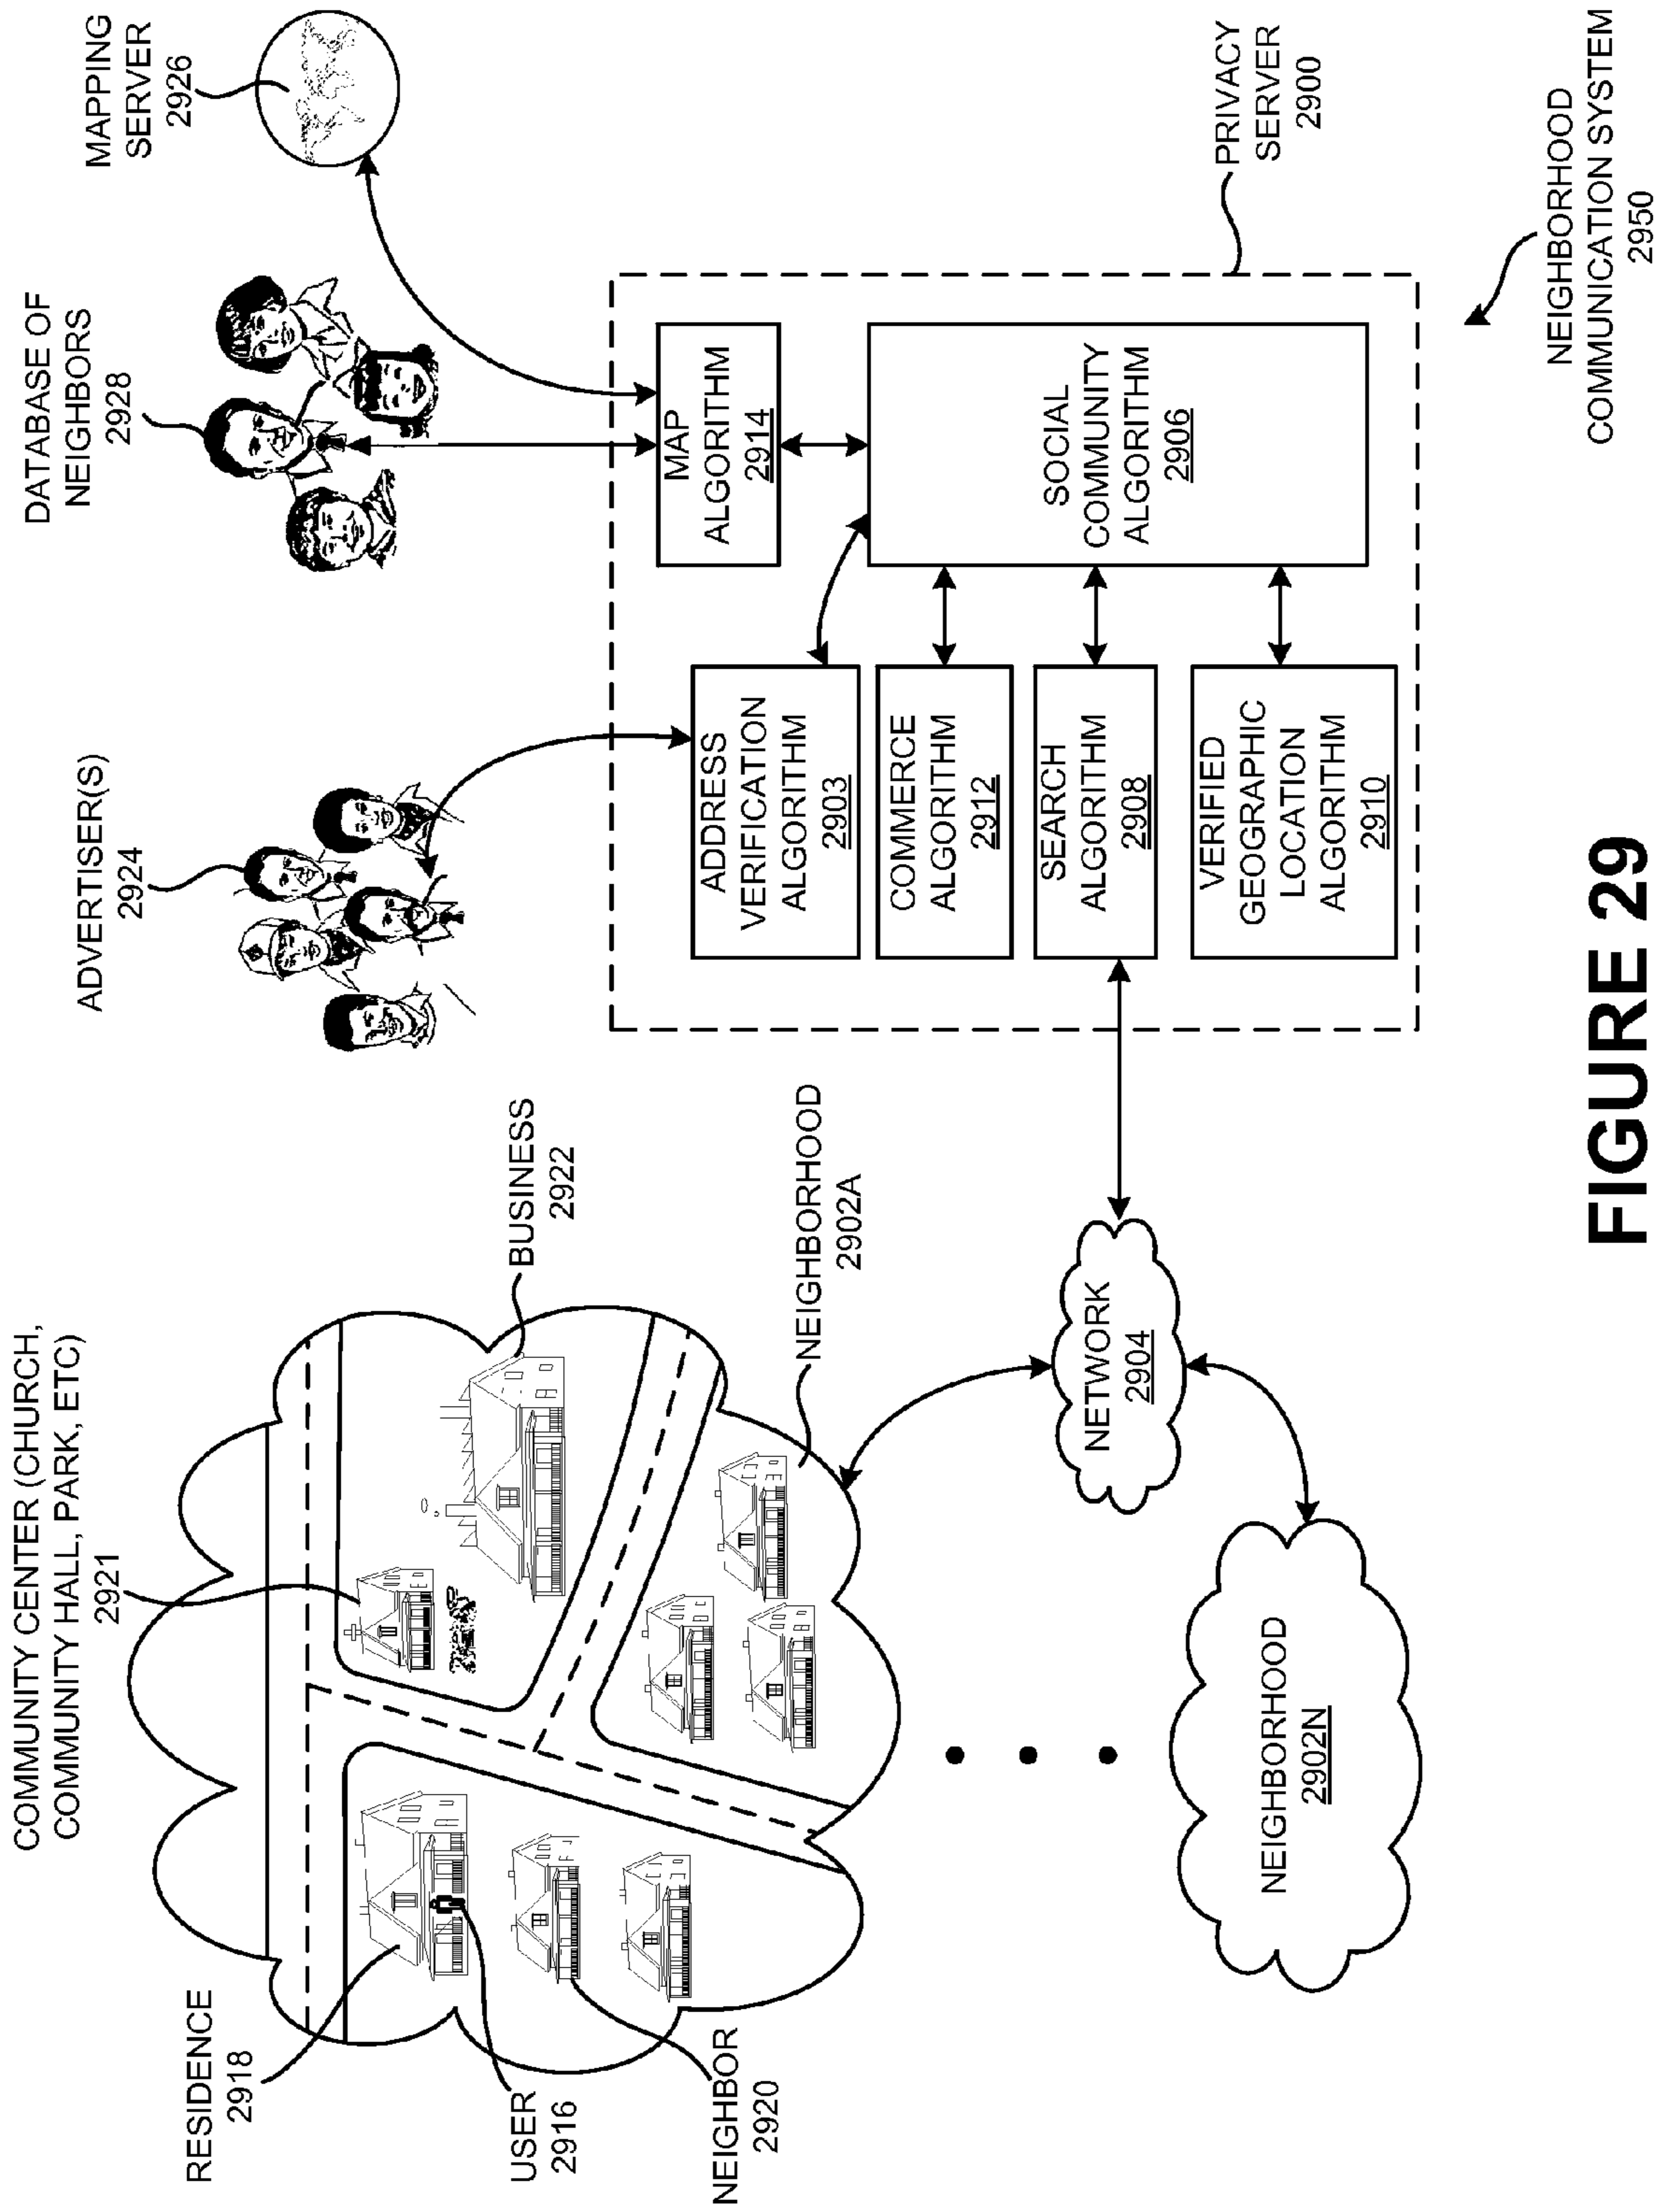 COMMUNITY CENTER (CHURCH,
COMMUNITY HALL, PARK, ETC)
2921
RESIDENCE
2918
USER
2916
NEIGHBOR
2920
BUSINESS
2922
NEIGHBORHOOD
2902A
NETWORK
2904
NEIGHBORHOOD
2902N
ADVERTISER(S)
2924
DATABASE OF
NEIGHBORS
2928
MAPPING
SERVER
2926
ADDRESS
VERIFICATION
ALGORITHM
2903
MAP
ALGORITHM
2914
COMMERCE
ALGORITHM
2912
SEARCH
ALGORITHM
2908
VERIFIED
GEOGRAPHIC
LOCATION
ALGORITHM
2910
SOCIAL
COMMUNITY
ALGORITHM
2906
PRIVACY
SERVER
2900
NEIGHBORHOOD
COMMUNICATION SYSTEM
2950
FIGURE 29